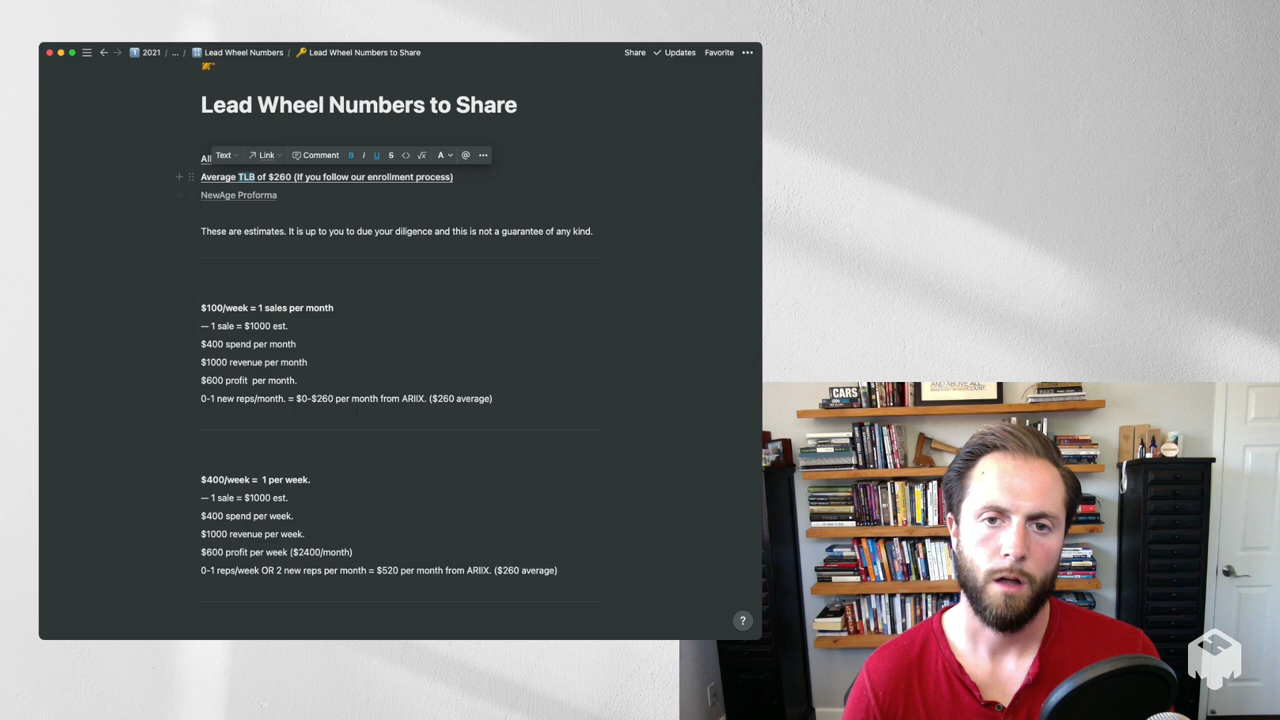 2021 / ... / Lead Wheel Numbers / Lead Wheel Numbers to Share
Share Updates Favorite •••
Lead Wheel Numbers to Share
All
Text Link Comment B i U S <> √x A @ •••
Average TLB of $260 (If you follow our enrollment process)
NewAge Proforma
These are estimates. It is up to you to due your diligence and this is not a guarantee of any kind.
$100/week = 1 sales per month
— 1 sale = $1000 est.
$400 spend per month
$1000 revenue per month
$600 profit  per month.
0-1 new reps/month. = $0-$260 per month from ARIIX. ($260 average)
$400/week =  1 per week.
— 1 sale = $1000 est.
$400 spend per week.
$1000 revenue per week.
$600 profit per week ($2400/month)
0-1 reps/week OR 2 new reps per month = $520 per month from ARIIX. ($260 average)
?
AND ABOVE ALL...
COUNT.
CARS